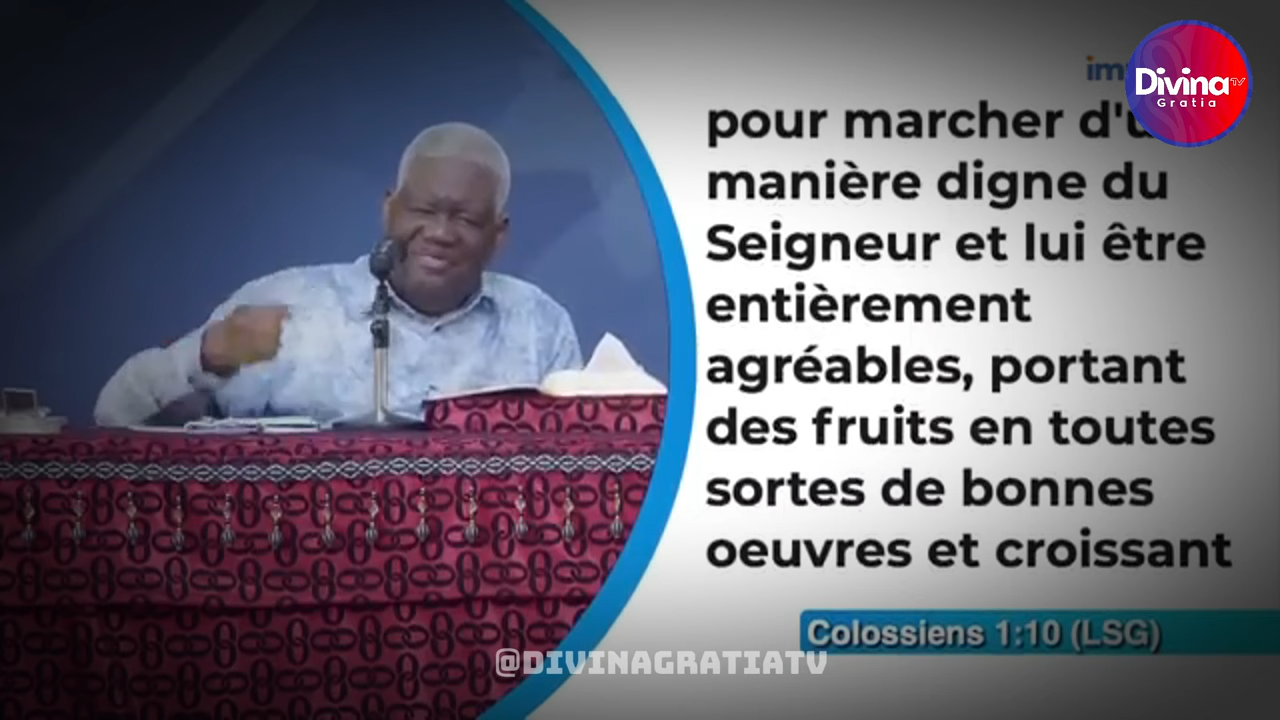 Divina TV
Gratia
pour marcher
manière digne du
Seigneur et lui être
entièrement
agréables, portant
des fruits en toutes
sortes de bonnes
oeuvres et croissant
Colossiens 1:10 (LSG)
@DIVINAGRATIATV